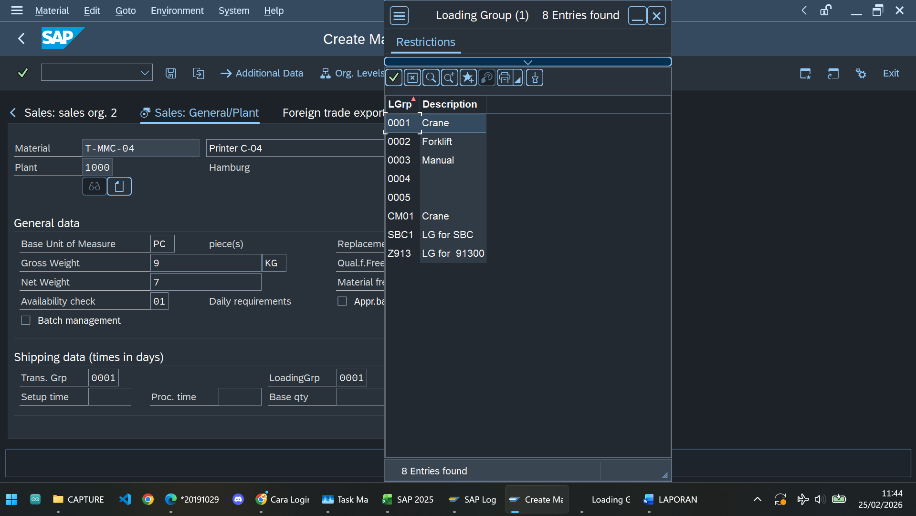 Material Edit Goto Environment System Help
Loading Group (1) 8 Entries found
SAP Create Ma
Restrictions
Additional Data Org. Levels Exit
LGrp Description
Sales: sales org. 2 Sales: General/Plant Foreign trade export
0001 Crane
0002 Forklift
0003 Manual
0004
0005
CM01 Crane
SBC1 LG for SBC
Z913 LG for 91300
Material T-MMC-04 Printer C-04
Plant 1000 Hamburg
General data
Base Unit of Measure PC piece(s) Replaceme
Gross Weight 9 KG Qual.f.Free
Net Weight 7 Material fre
Availability check 01 Daily requirements Appr.ba
Batch management
Shipping data (times in days)
Trans. Grp 0001 LoadingGrp 0001
Setup time Proc. time Base qty
8 Entries found
CAPTURE *20191029 Cara Login Task Ma SAP 2025 SAP Log Create Ma Loading G LAPORAN
11:44
25/02/2026